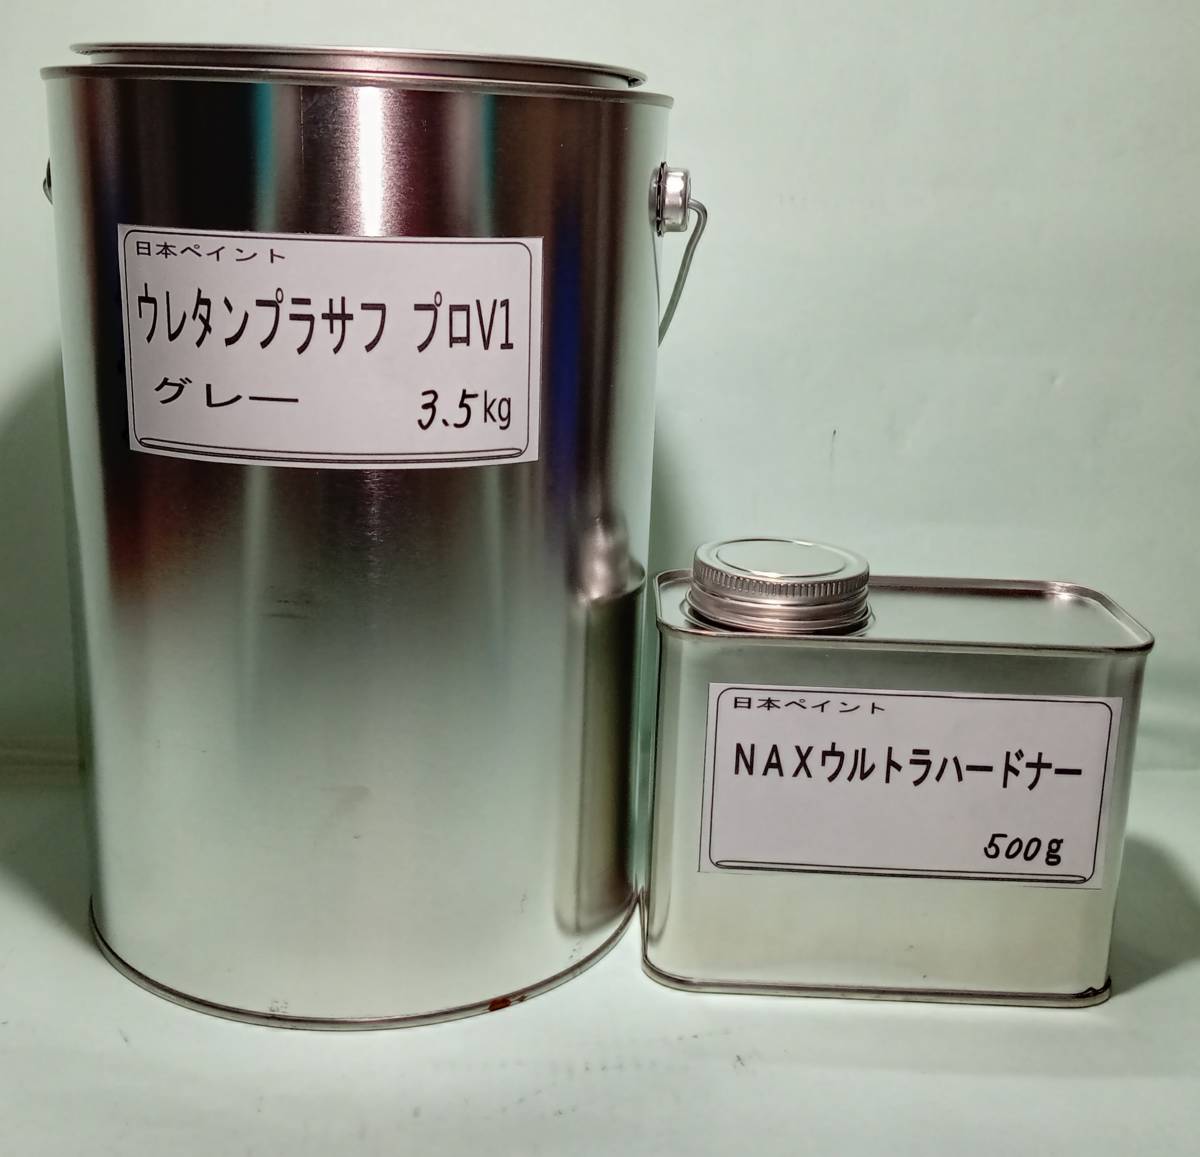 日本ペイント
ウレタンプラサフ プロV1
グレー
3.5kg
日本ペイント
NAXウルトラハードナー
500g